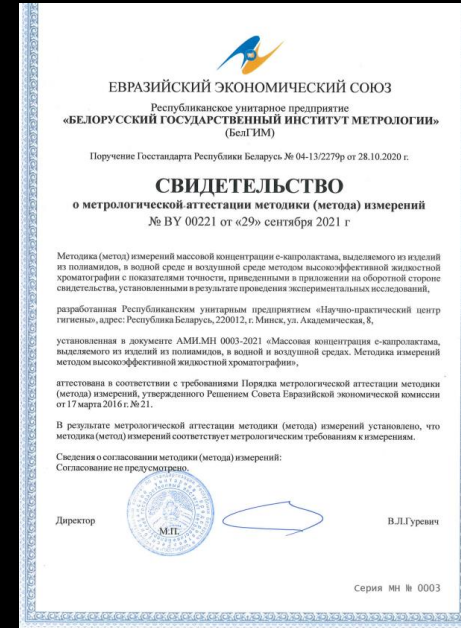 ЕВРАЗИЙСКИЙ ЭКОНОМИЧЕСКИЙ СОЮЗ
Республиканское унитарное предприятие
«БЕЛОРУССКИЙ ГОСУДАРСТВЕННЫЙ ИНСТИТУТ МЕТРОЛОГИИ»
(БелГИМ)
Поручение Госстандарта Республики Беларусь № 04-13/2279р от 28.10.2020 г.
СВИДЕТЕЛЬСТВО
о метрологической аттестации методики (метода) измерений
№ BY 00221 от «29» сентября 2021 г
Методика (метод) измерений массовой концентрации е-капролактама, выделяемого из изделий
из полиамидов, в водной среде и воздушной среде методом высокоэффективной жидкостной
хроматографии с показателями точности, приведенными в приложении на оборотной стороне
свидетельства, установленными в результате проведения экспериментальных исследований,
разработанная Республиканским унитарным предприятием «Научно-практический центр
гигиены», адрес: Республика Беларусь, 220012, г. Минск, ул. Академическая, 8,
установленная в документе АМИ.МН 0003-2021 «Массовая концентрация е-капролактама,
выделяемого из изделий из полиамидов, в водной и воздушной средах. Методика измерений
методом высокоэффективной жидкостной хроматографии»,
аттестована в соответствии с требованиями Порядка метрологической аттестации методики
(метода) измерений, утвержденного Решением Совета Евразийской экономической комиссии
от 17 марта 2016 г. № 21.
В результате метрологической аттестации методики (метода) измерений установлено, что
методика (метод) измерений соответствует метрологическим требованиям к измерениям.
Сведения о согласовании методики (метода) измерений:
Согласование не предусмотрено.
Директор М.П. В.Л.Гуревич
Серия МН № 0003